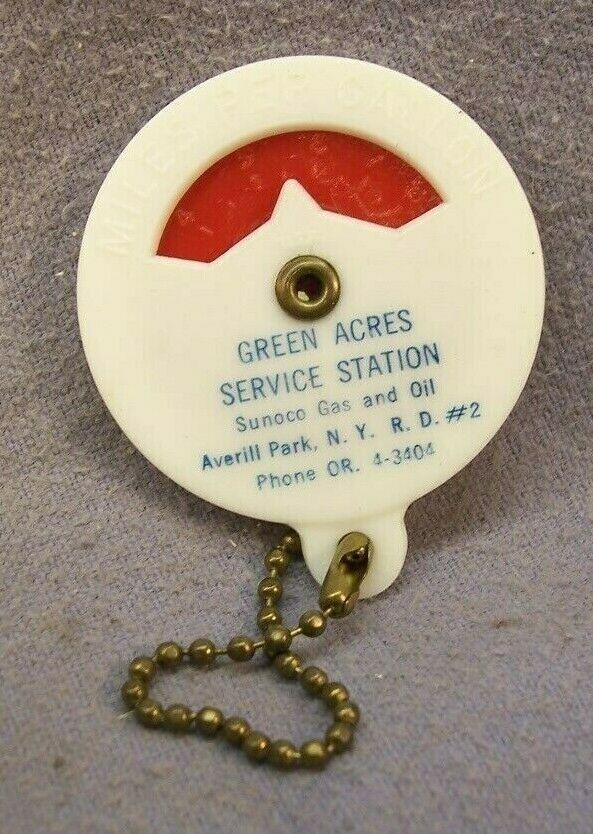 MILES PER GALLON
GREEN ACRES
SERVICE STATION
Sunoco Gas and Oil
Averill Park, N. Y. R. D. #2
Phone OR. 4-3404